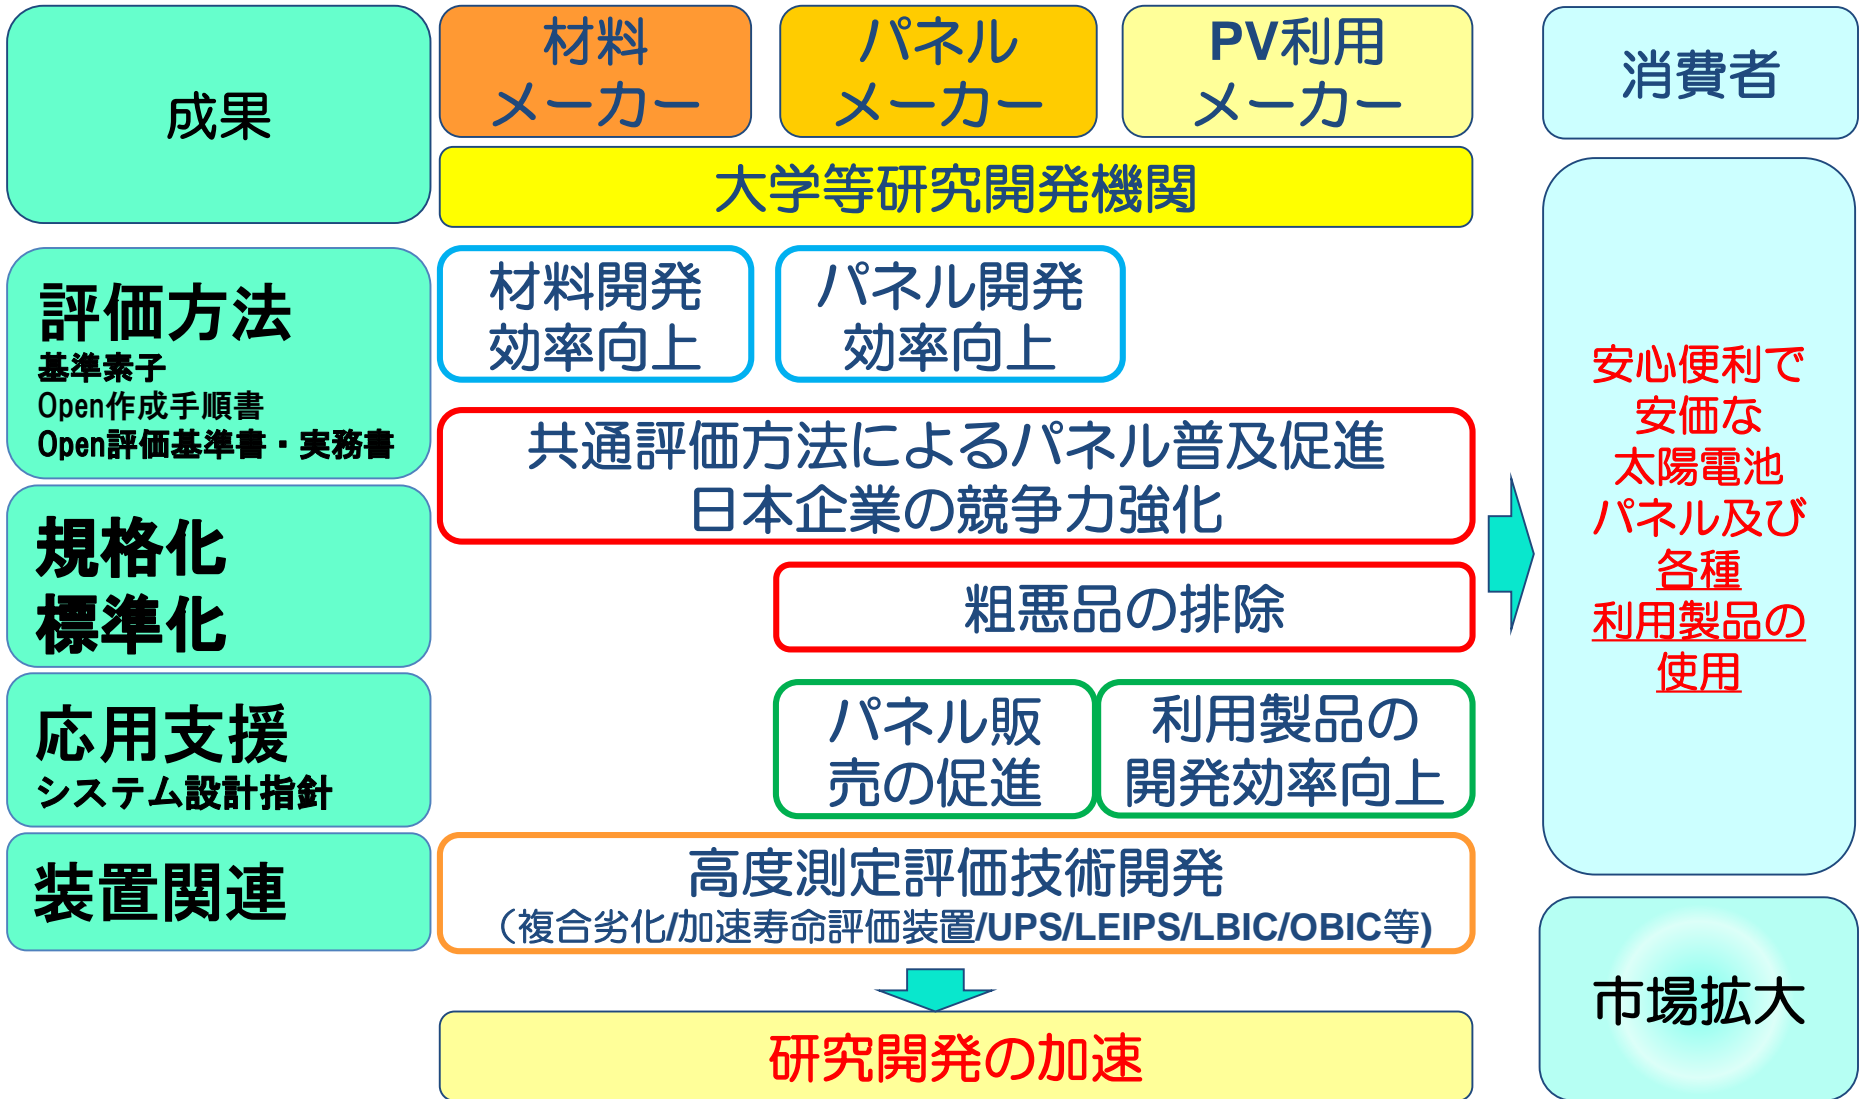 成果
材料
メーカー
パネル
メーカー
PV利用
メーカー
消費者
大学等研究開発機関
評価方法
基準素子
Open作成手順書
Open評価基準書・実務書
材料開発
効率向上
パネル開発
効率向上
共通評価方法によるパネル普及促進
日本企業の競争力強化
規格化
標準化
粗悪品の排除
応用支援
システム設計指針
パネル販
売の促進
利用製品の
開発効率向上
装置関連
高度測定評価技術開発
（複合劣化/加速寿命評価装置/UPS/LEIPS/LBIC/OBIC等)
研究開発の加速
安心便利で
安価な
太陽電池
パネル及び
各種
利用製品の
使用
市場拡大